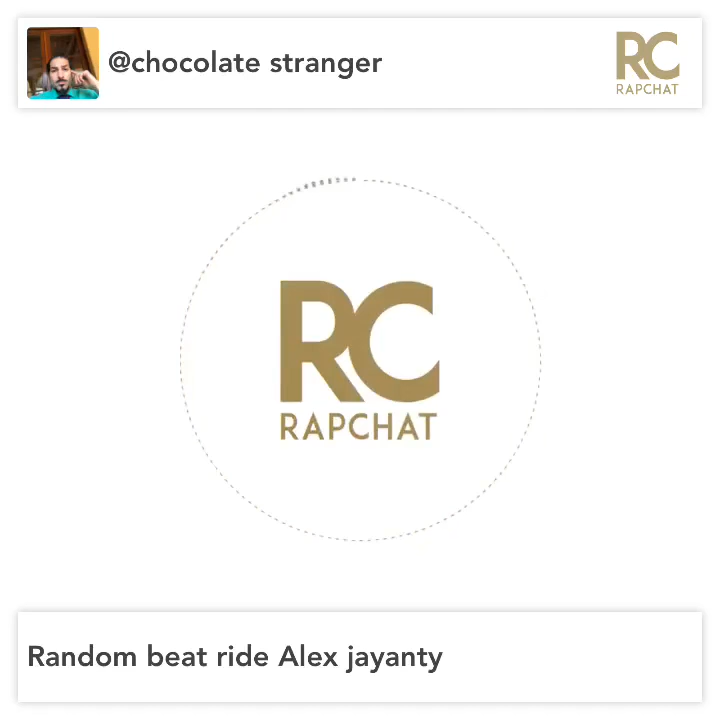 @chocolate stranger
RC
RAPCHAT
RC
RAPCHAT
Random beat ride Alex jayanty